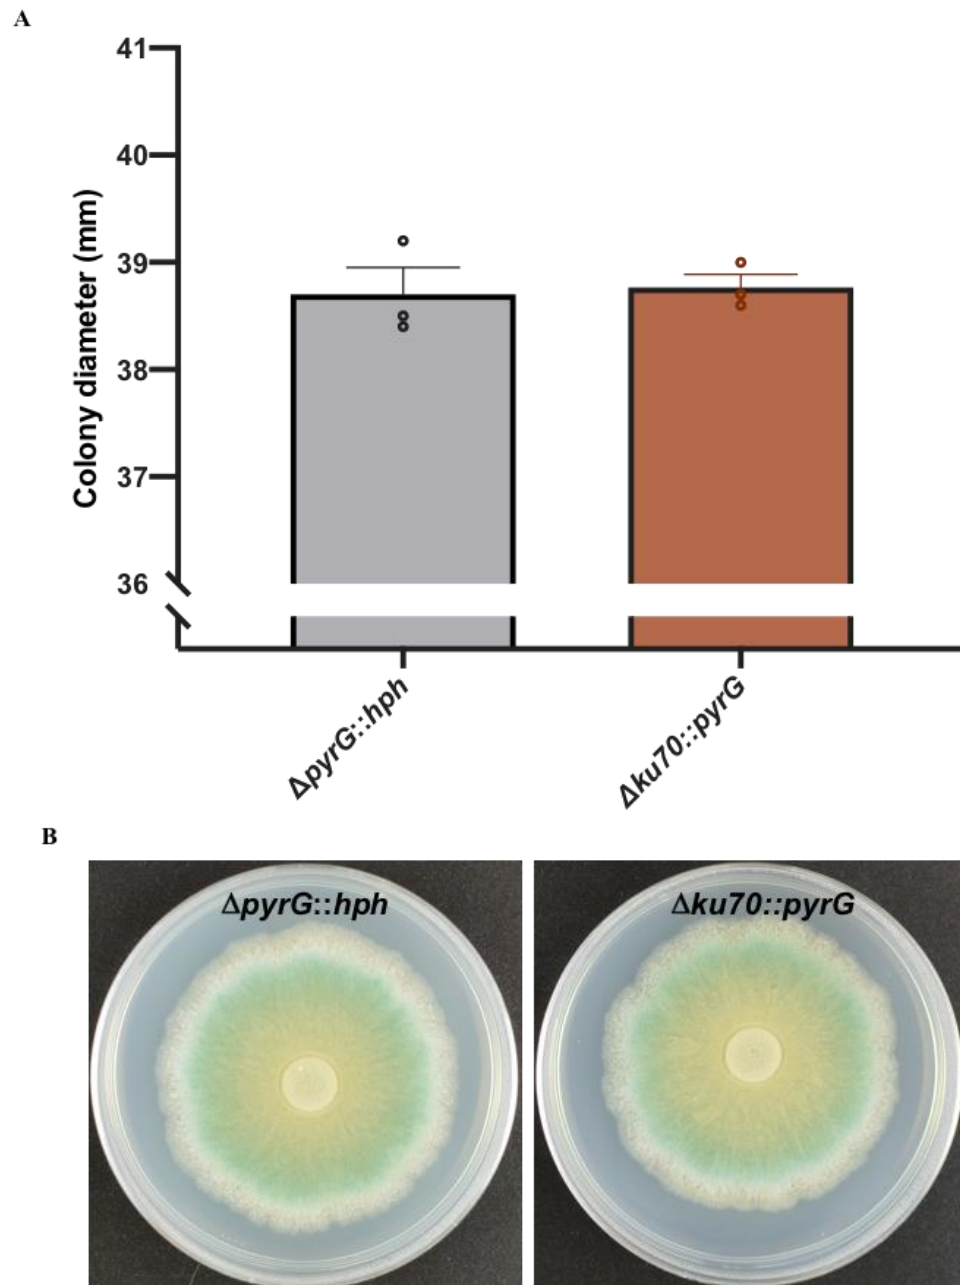 A
41
40
39
38
37
36
Colony diameter (mm)
ΔpyrG::hph
Δku70::pyrG
B
ΔpyrG::hph
Δku70::pyrG